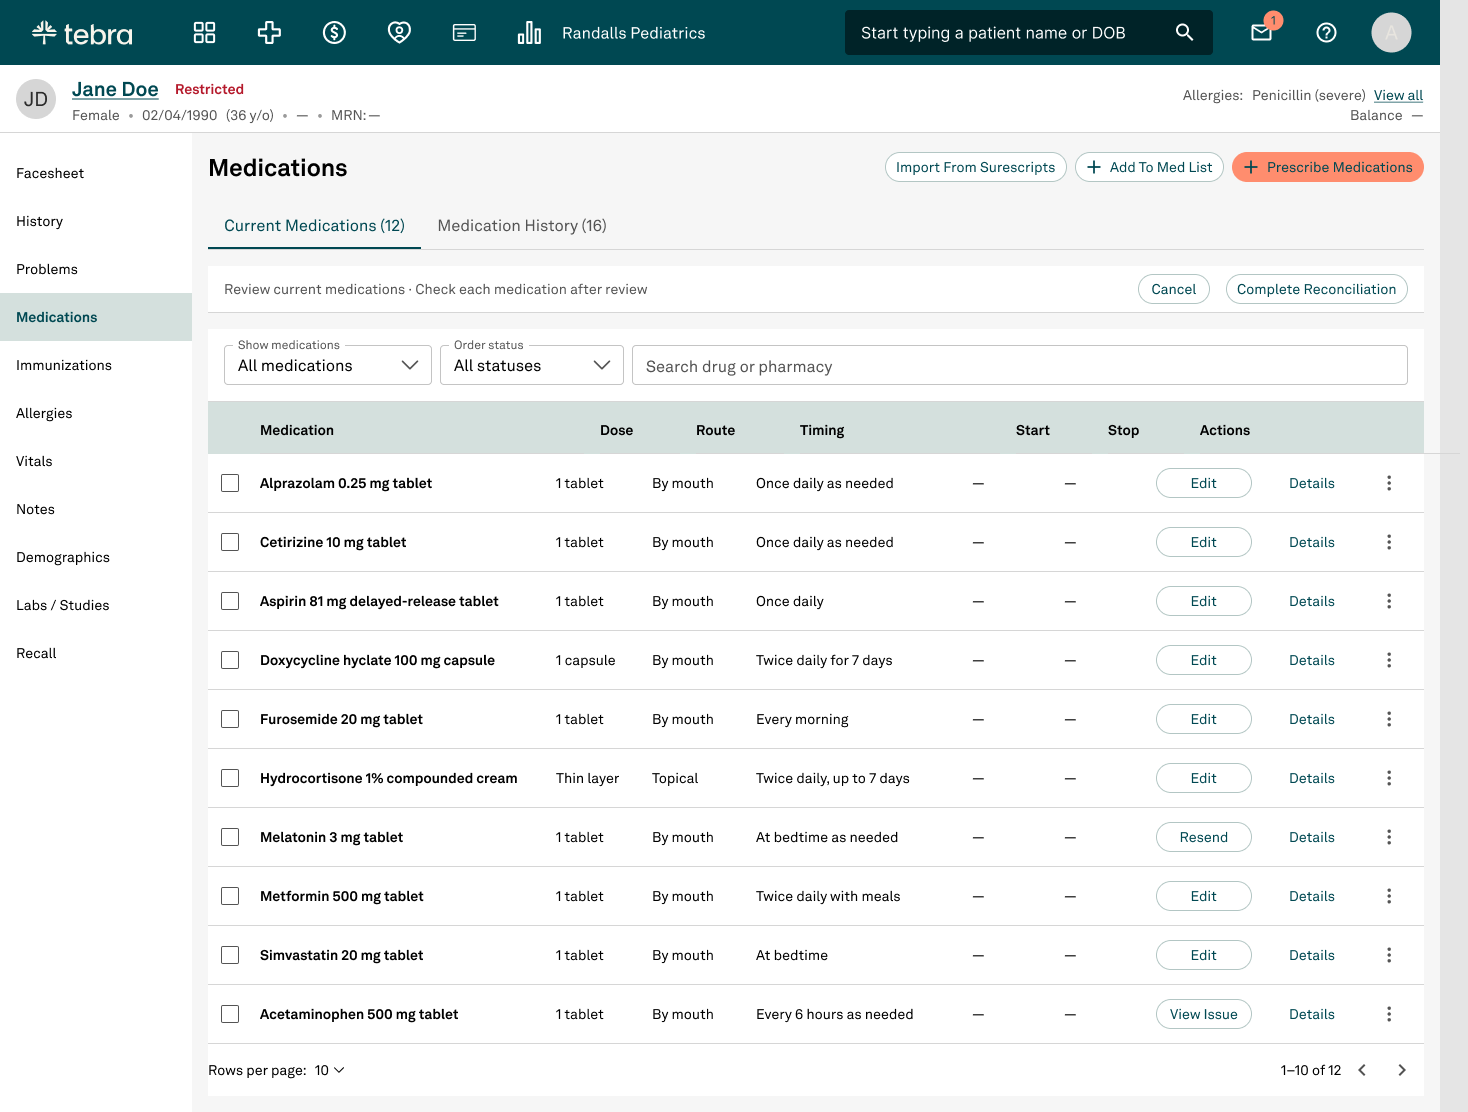 tebra
Randalls Pediatrics
Start typing a patient name or DOB
1
A
JD
Jane Doe Restricted
Female • 02/04/1990 (36 y/o) • — • MRN: —
Allergies: Penicillin (severe) View all
Balance —
Facesheet
History
Problems
Medications
Immunizations
Allergies
Vitals
Notes
Demographics
Labs / Studies
Recall
Medications
Import From Surescripts
Add To Med List
Prescribe Medications
Current Medications (12)
Medication History (16)
Review current medications · Check each medication after review
Cancel
Complete Reconciliation
Show medications
All medications
Order status
All statuses
Search drug or pharmacy
Medication Dose Route Timing Start Stop Actions
Alprazolam 0.25 mg tablet 1 tablet By mouth Once daily as needed — — Edit Details
Cetirizine 10 mg tablet 1 tablet By mouth Once daily as needed — — Edit Details
Aspirin 81 mg delayed-release tablet 1 tablet By mouth Once daily — — Edit Details
Doxycycline hyclate 100 mg capsule 1 capsule By mouth Twice daily for 7 days — — Edit Details
Furosemide 20 mg tablet 1 tablet By mouth Every morning — — Edit Details
Hydrocortisone 1% compounded cream Thin layer Topical Twice daily, up to 7 days — — Edit Details
Melatonin 3 mg tablet 1 tablet By mouth At bedtime as needed — — Resend Details
Metformin 500 mg tablet 1 tablet By mouth Twice daily with meals — — Edit Details
Simvastatin 20 mg tablet 1 tablet By mouth At bedtime — — Edit Details
Acetaminophen 500 mg tablet 1 tablet By mouth Every 6 hours as needed — — View Issue Details
Rows per page: 10
1–10 of 12